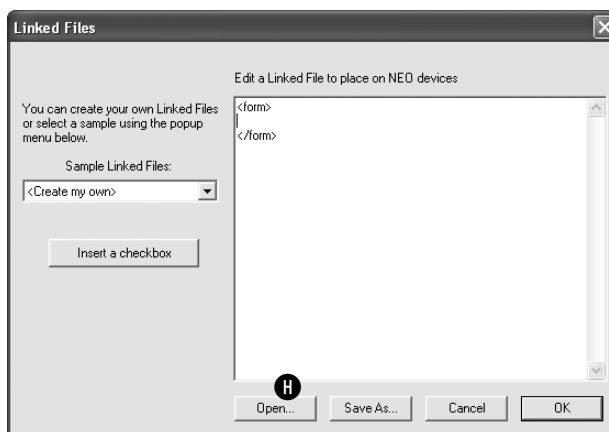 Linked Files
Edit a Linked File to place on NEO devices
You can create your own Linked Files
or select a sample using the popup
menu below.
Sample Linked Files:
<Create my own>
Insert a checkbox
<form>
</form>
H
Open...
Save As...
Cancel
OK